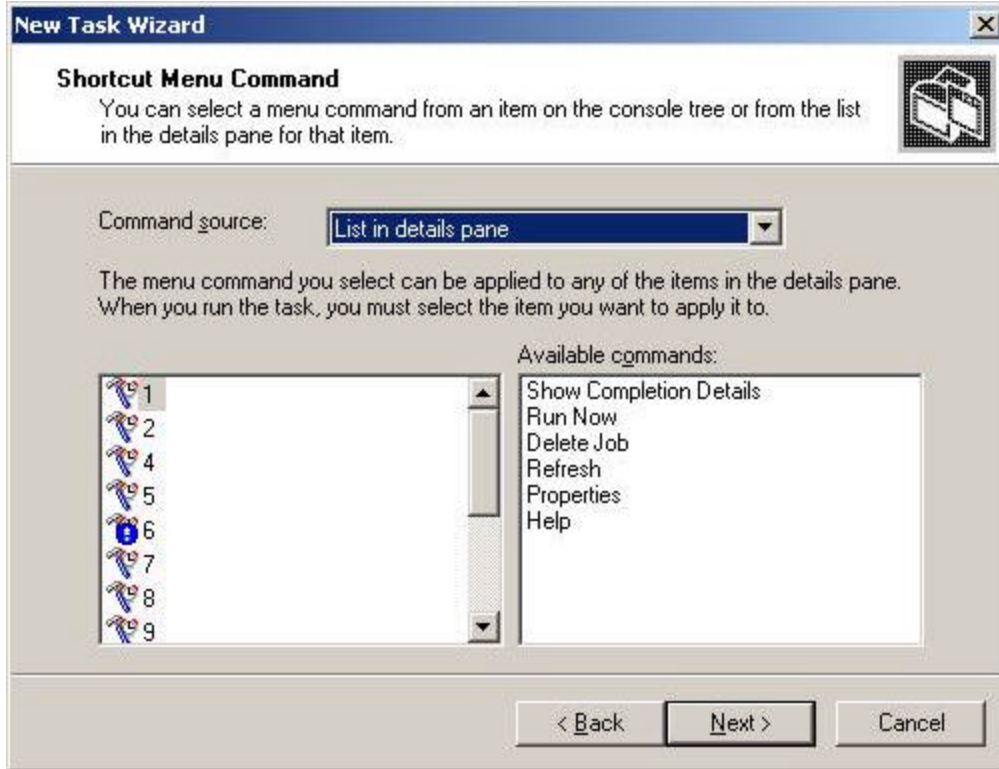 New Task Wizard
Shortcut Menu Command
You can select a menu command from an item on the console tree or from the list
in the details pane for that item.
Command source:
List in details pane
The menu command you select can be applied to any of the items in the details pane.
When you run the task, you must select the item you want to apply it to.
Available commands:
1
2
4
5
6
7
8
9
Show Completion Details
Run Now
Delete Job
Refresh
Properties
Help
< Back
Next >
Cancel